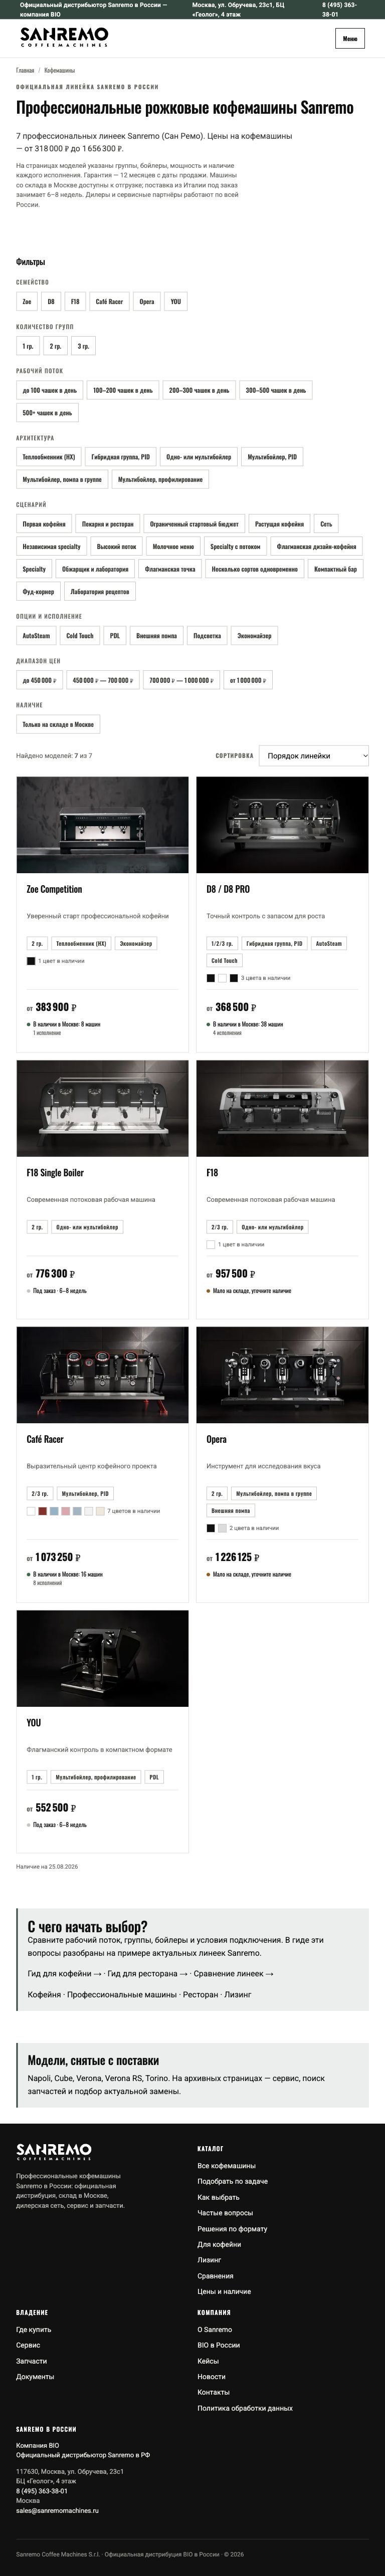 Официальный дистрибьютор Sanremo в России — компания BIO
Москва, ул. Обручева, 23с1, БЦ «Геолог», 4 этаж
8 (495) 363-38-01
SANREMO
COFFEEMACHINES
Меню
Главная / Кофемашины
ОФИЦИАЛЬНАЯ ЛИНЕЙКА SANREMO В РОССИИ
Профессиональные рожковые кофемашины Sanremo
7 профессиональных линеек Sanremo (Сан Ремо). Цены на кофемашины
— от 318 000 ₽ до 1 656 300 ₽.
На страницах моделей указаны группы, бойлеры, мощность и наличие
каждого исполнения. Гарантия — 12 месяцев с даты продажи. Машины
со склада в Москве доступны к отгрузке; поставка из Италии под заказ
занимает 6–8 недель. Дилеры и сервисные партнёры работают по всей
России.
Фильтры
СЕМЕЙСТВО
Zoe
D8
F18
Café Racer
Opera
YOU
КОЛИЧЕСТВО ГРУПП
1 гр.
2 гр.
3 гр.
РАБОЧИЙ ПОТОК
до 100 чашек в день
100–200 чашек в день
200–300 чашек в день
300–500 чашек в день
500+ чашек в день
АРХИТЕКТУРА
Теплообменник (HX)
Гибридная группа, PID
Одно- или мультибойлер
Мультибойлер, PID
Мультибойлер, помпа в группе
Мультибойлер, профилирование
СЦЕНАРИЙ
Первая кофейня
Пекарня и ресторан
Ограниченный стартовый бюджет
Растущая кофейня
Сеть
Независимая specialty
Высокий поток
Молочное меню
Specialty с потоком
Флагманская дизайн-кофейня
Specialty
Обжарщик и лаборатория
Флагманская точка
Несколько сортов одновременно
Компактный бар
Фуд-корнер
Лаборатория рецептов
ОПЦИИ И ИСПОЛНЕНИЕ
AutoSteam
Cold Touch
PDL
Внешняя помпа
Подсветка
Экономайзер
ДИАПАЗОН ЦЕН
до 450 000 ₽
450 000 ₽ — 700 000 ₽
700 000 ₽ — 1 000 000 ₽
от 1 000 000 ₽
НАЛИЧИЕ
Только на складе в Москве
Найдено моделей: 7 из 7
СОРТИРОВКА
Порядок линейки
Zoe Competition
Уверенный старт профессиональной кофейни
2 гр.
Теплообменник (HX)
Экономайзер
1 цвет в наличии
от 383 900 ₽
В наличии в Москве: 8 машин
1 исполнение
D8 / D8 PRO
Точный контроль с запасом для роста
1/2/3 гр.
Гибридная группа, PID
AutoSteam
Cold Touch
3 цвета в наличии
от 368 500 ₽
В наличии в Москве: 38 машин
4 исполнения
F18 Single Boiler
Современная потоковая рабочая машина
2 гр.
Одно- или мультибойлер
от 776 300 ₽
Под заказ · 6–8 недель
F18
Современная потоковая рабочая машина
2/3 гр.
Одно- или мультибойлер
1 цвет в наличии
от 957 500 ₽
Мало на складе, уточните наличие
Café Racer
Выразительный центр кофейного проекта
2/3 гр.
Мультибойлер, PID
7 цветов в наличии
от 1 073 250 ₽
В наличии в Москве: 16 машин
8 исполнений
Opera
Инструмент для исследования вкуса
2 гр.
Мультибойлер, помпа в группе
Внешняя помпа
2 цвета в наличии
от 1 226 125 ₽
Мало на складе, уточните наличие
YOU
Флагманский контроль в компактном формате
1 гр.
Мультибойлер, профилирование
PDL
от 552 500 ₽
Под заказ · 6–8 недель
Наличие на 25.08.2026
С чего начать выбор?
Сравните рабочий поток, группы, бойлеры и условия подключения. В гиде эти
вопросы разобраны на примере актуальных линеек Sanremo.
Гид для кофейни → · Гид для ресторана → · Сравнение линеек →
Кофейня · Профессиональные машины · Ресторан · Лизинг
Модели, снятые с поставки
Napoli, Cube, Verona, Verona RS, Torino. На архивных страницах — сервис, поиск
запчастей и подбор актуальной замены.
SANREMO
COFFEEMACHINES
Профессиональные кофемашины
Sanremo в России: официальная
дистрибуция, склад в Москве,
дилерская сеть, сервис и запчасти.
КАТАЛОГ
Все кофемашины
Подобрать по задаче
Как выбрать
Частые вопросы
Решения по формату
Для кофейни
Лизинг
Сравнения
Цены и наличие
ВЛАДЕНИЕ
Где купить
Сервис
Запчасти
Документы
КОМПАНИЯ
О Sanremo
BIO в России
Кейсы
Новости
Контакты
Политика обработки данных
SANREMO В РОССИИ
Компания BIO
Официальный дистрибьютор Sanremo в РФ
117630, Москва, ул. Обручева, 23с1
БЦ «Геолог», 4 этаж
8 (495) 363-38-01
Москва
sales@sanremomachines.ru
Sanremo Coffee Machines S.r.l. · Официальная дистрибуция BIO в России · © 2026